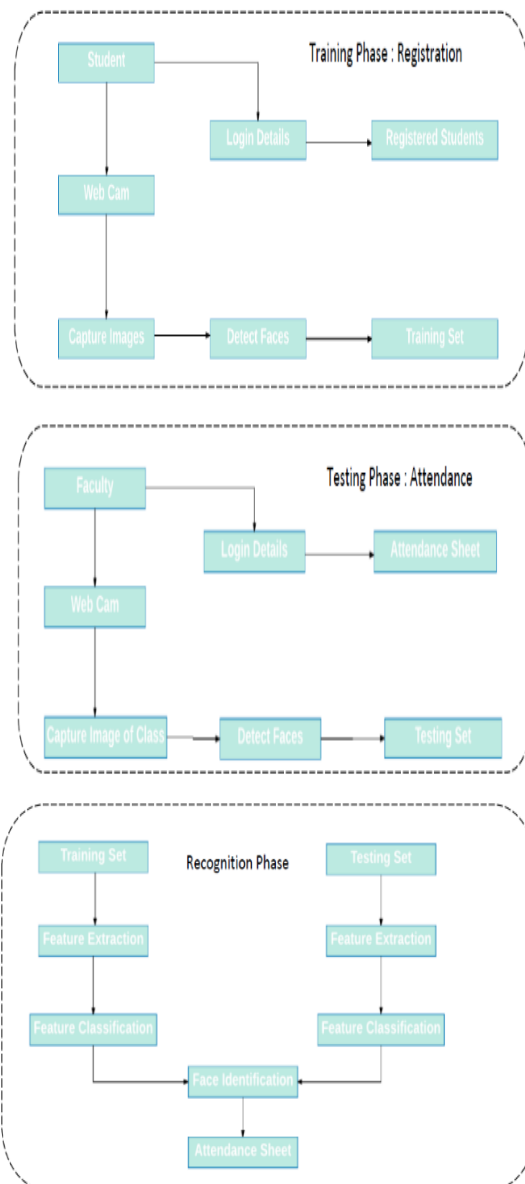 Student
Training Phase : Registration
Login Details
Registered Students
Web Cam
Capture Images
Detect Faces
Training Set
Faculty
Testing Phase : Attendance
Login Details
Attendance Sheet
Web Cam
Capture Image of Class
Detect Faces
Testing Set
Training Set
Recognition Phase
Testing Set
Feature Extraction
Feature Extraction
Feature Classification
Feature Classification
Face Identification
Attendance Sheet